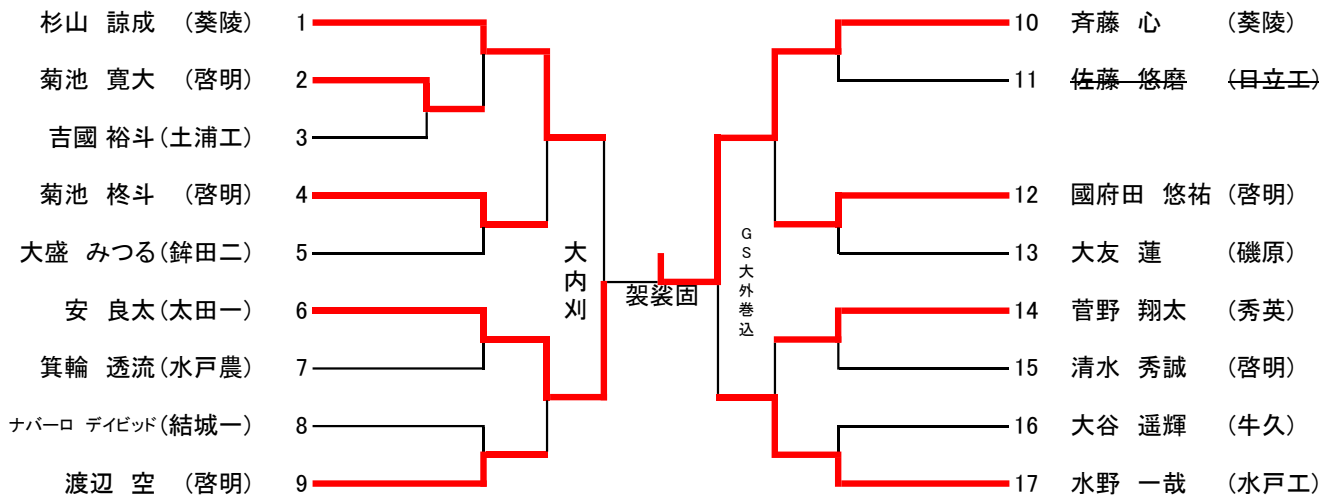 杉山 諒成 (葵陵) 1
菊池 寛大 (啓明) 2
吉國 裕斗(土浦工) 3
菊池 柊斗 (啓明) 4
大盛 みつる(鉾田二) 5
安 良太(太田一) 6
箕輪 透流(水戸農) 7
ナバーロ デイビッド(結城一) 8
渡辺 空 (啓明) 9
大内刈
袈裟固
GS大外巻込
10 斉藤 心 (葵陵)
11 佐藤 悠磨 (日立工)
12 國府田 悠祐 (啓明)
13 大友 蓮 (磯原)
14 菅野 翔太 (秀英)
15 清水 秀誠 (啓明)
16 大谷 遥輝 (牛久)
17 水野 一哉 (水戸工)